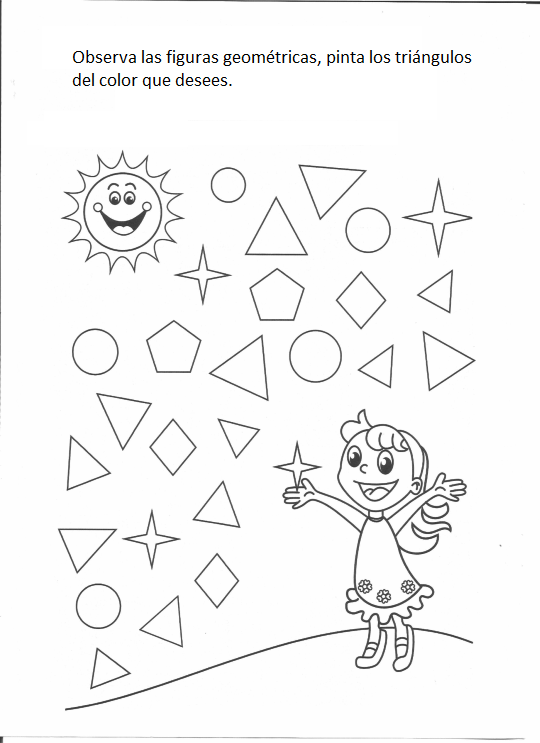 Observa las figuras geométricas, pinta los triángulos
del color que desees.